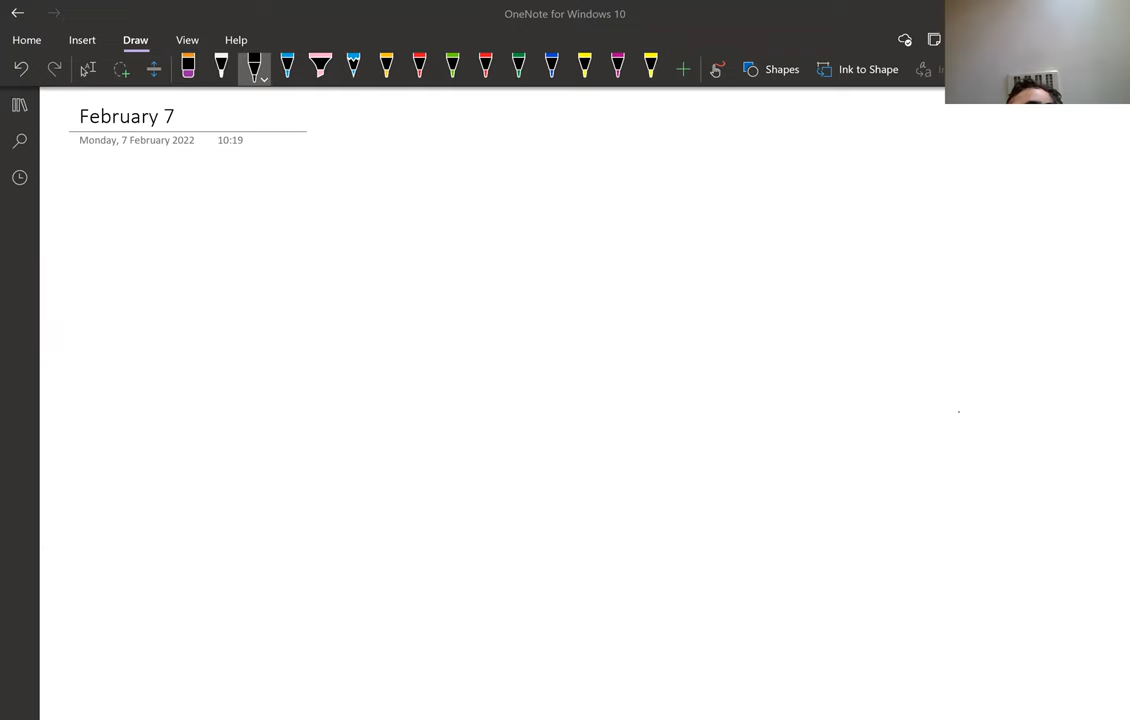 OneNote for Windows 10
Home Insert Draw View Help
Shapes Ink to Shape
February 7
Monday, 7 February 2022 10:19